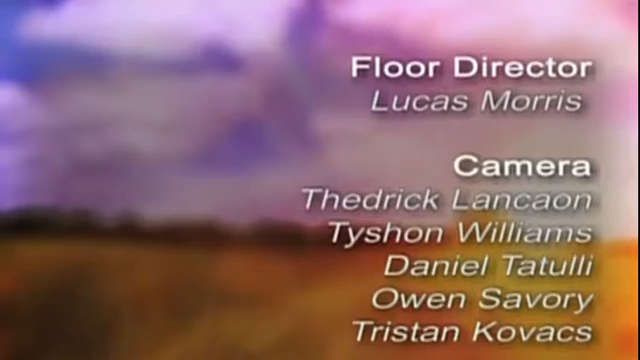 Floor Director
Lucas Morris
Camera
Thedrick Lancaon
Tyshon Williams
Daniel Tatulli
Owen Savory
Tristan Kovacs